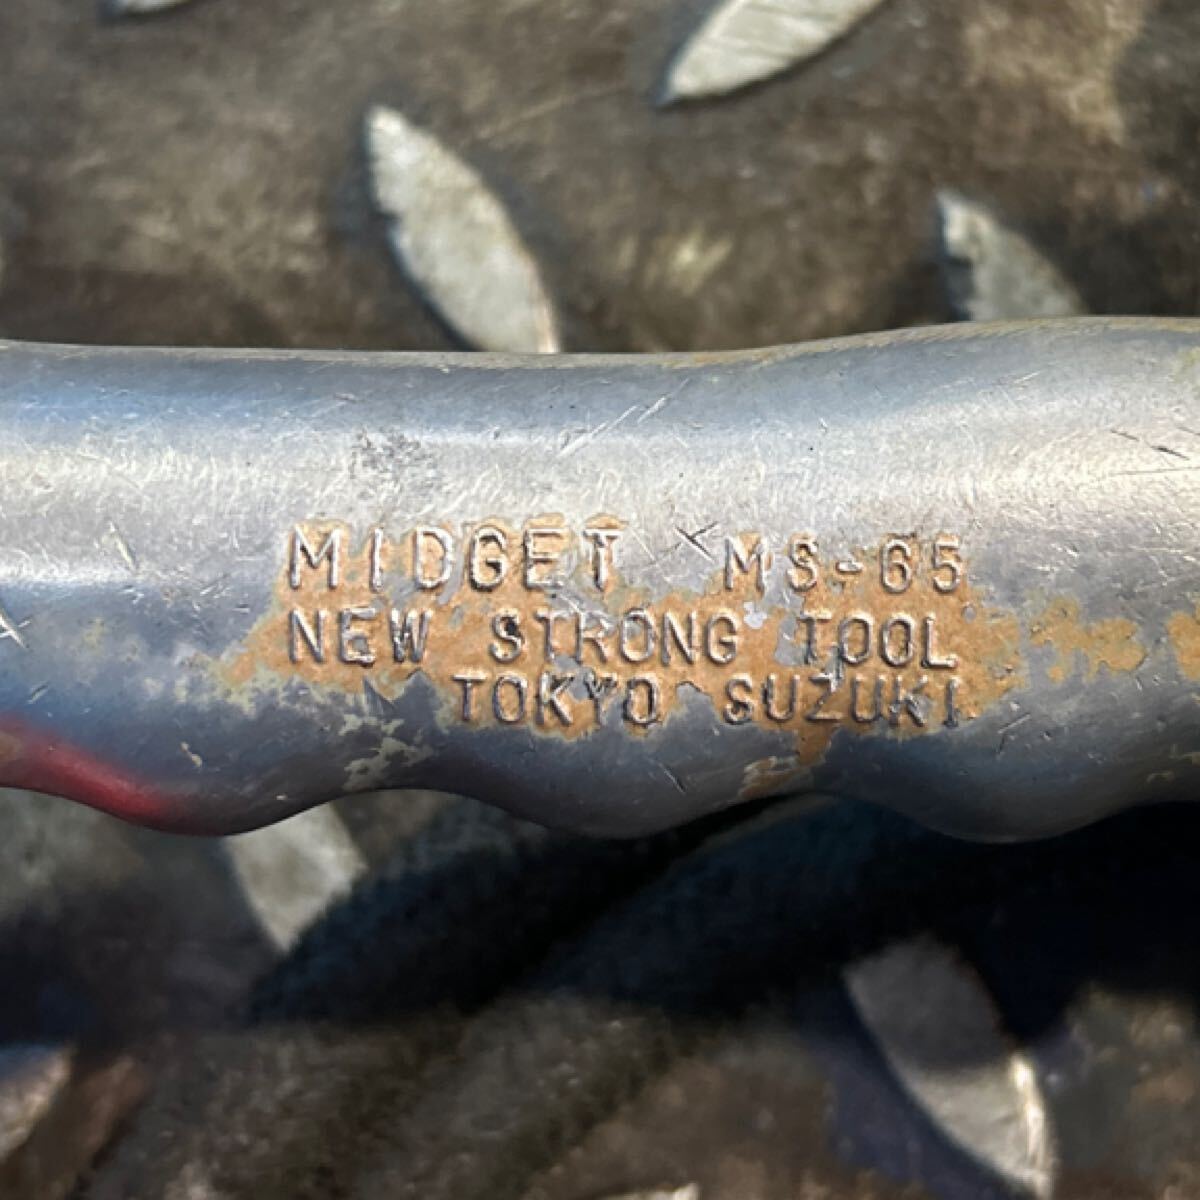 MIDGET MS-65
NEW STRONG TOOL
TOKYO SUZUKI